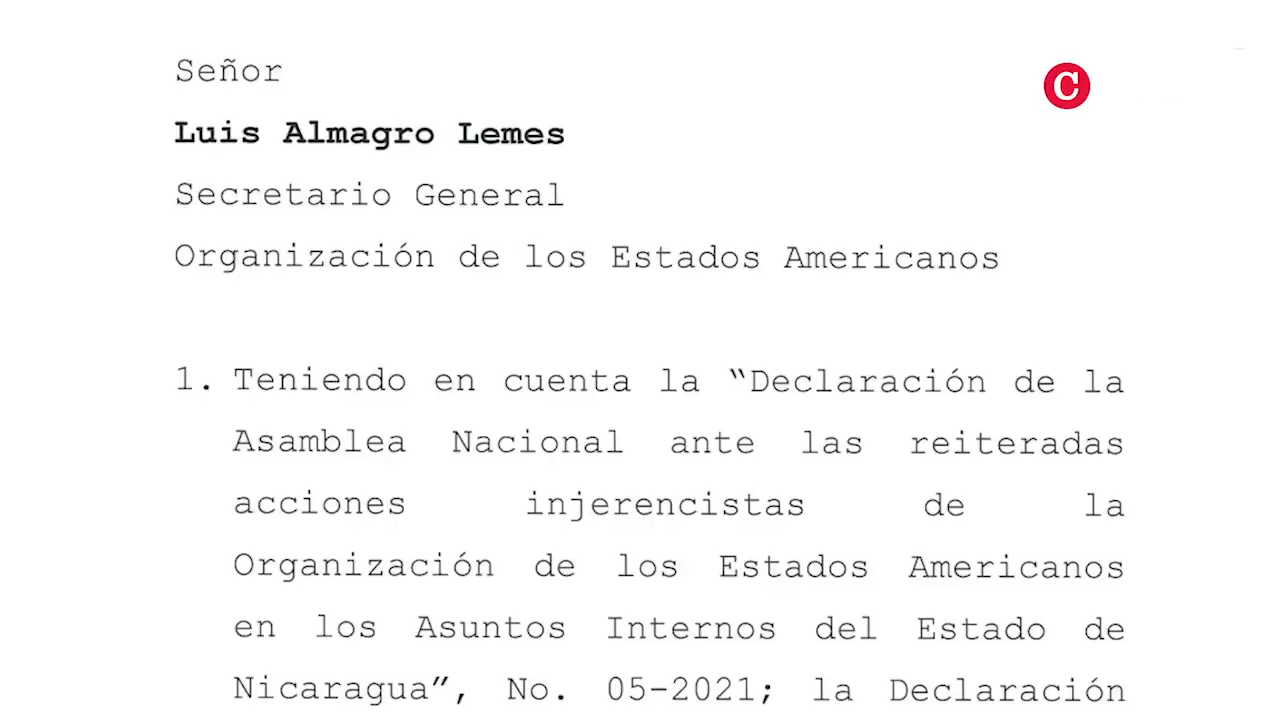 Señor
C
Luis Almagro Lemes
Secretario General
Organización de los Estados Americanos
1. Teniendo en cuenta la “Declaración de la
Asamblea Nacional ante las reiteradas
acciones injerencistas de la
Organización de los Estados Americanos
en los Asuntos Internos del Estado de
Nicaragua”, No. 05-2021; la Declaración